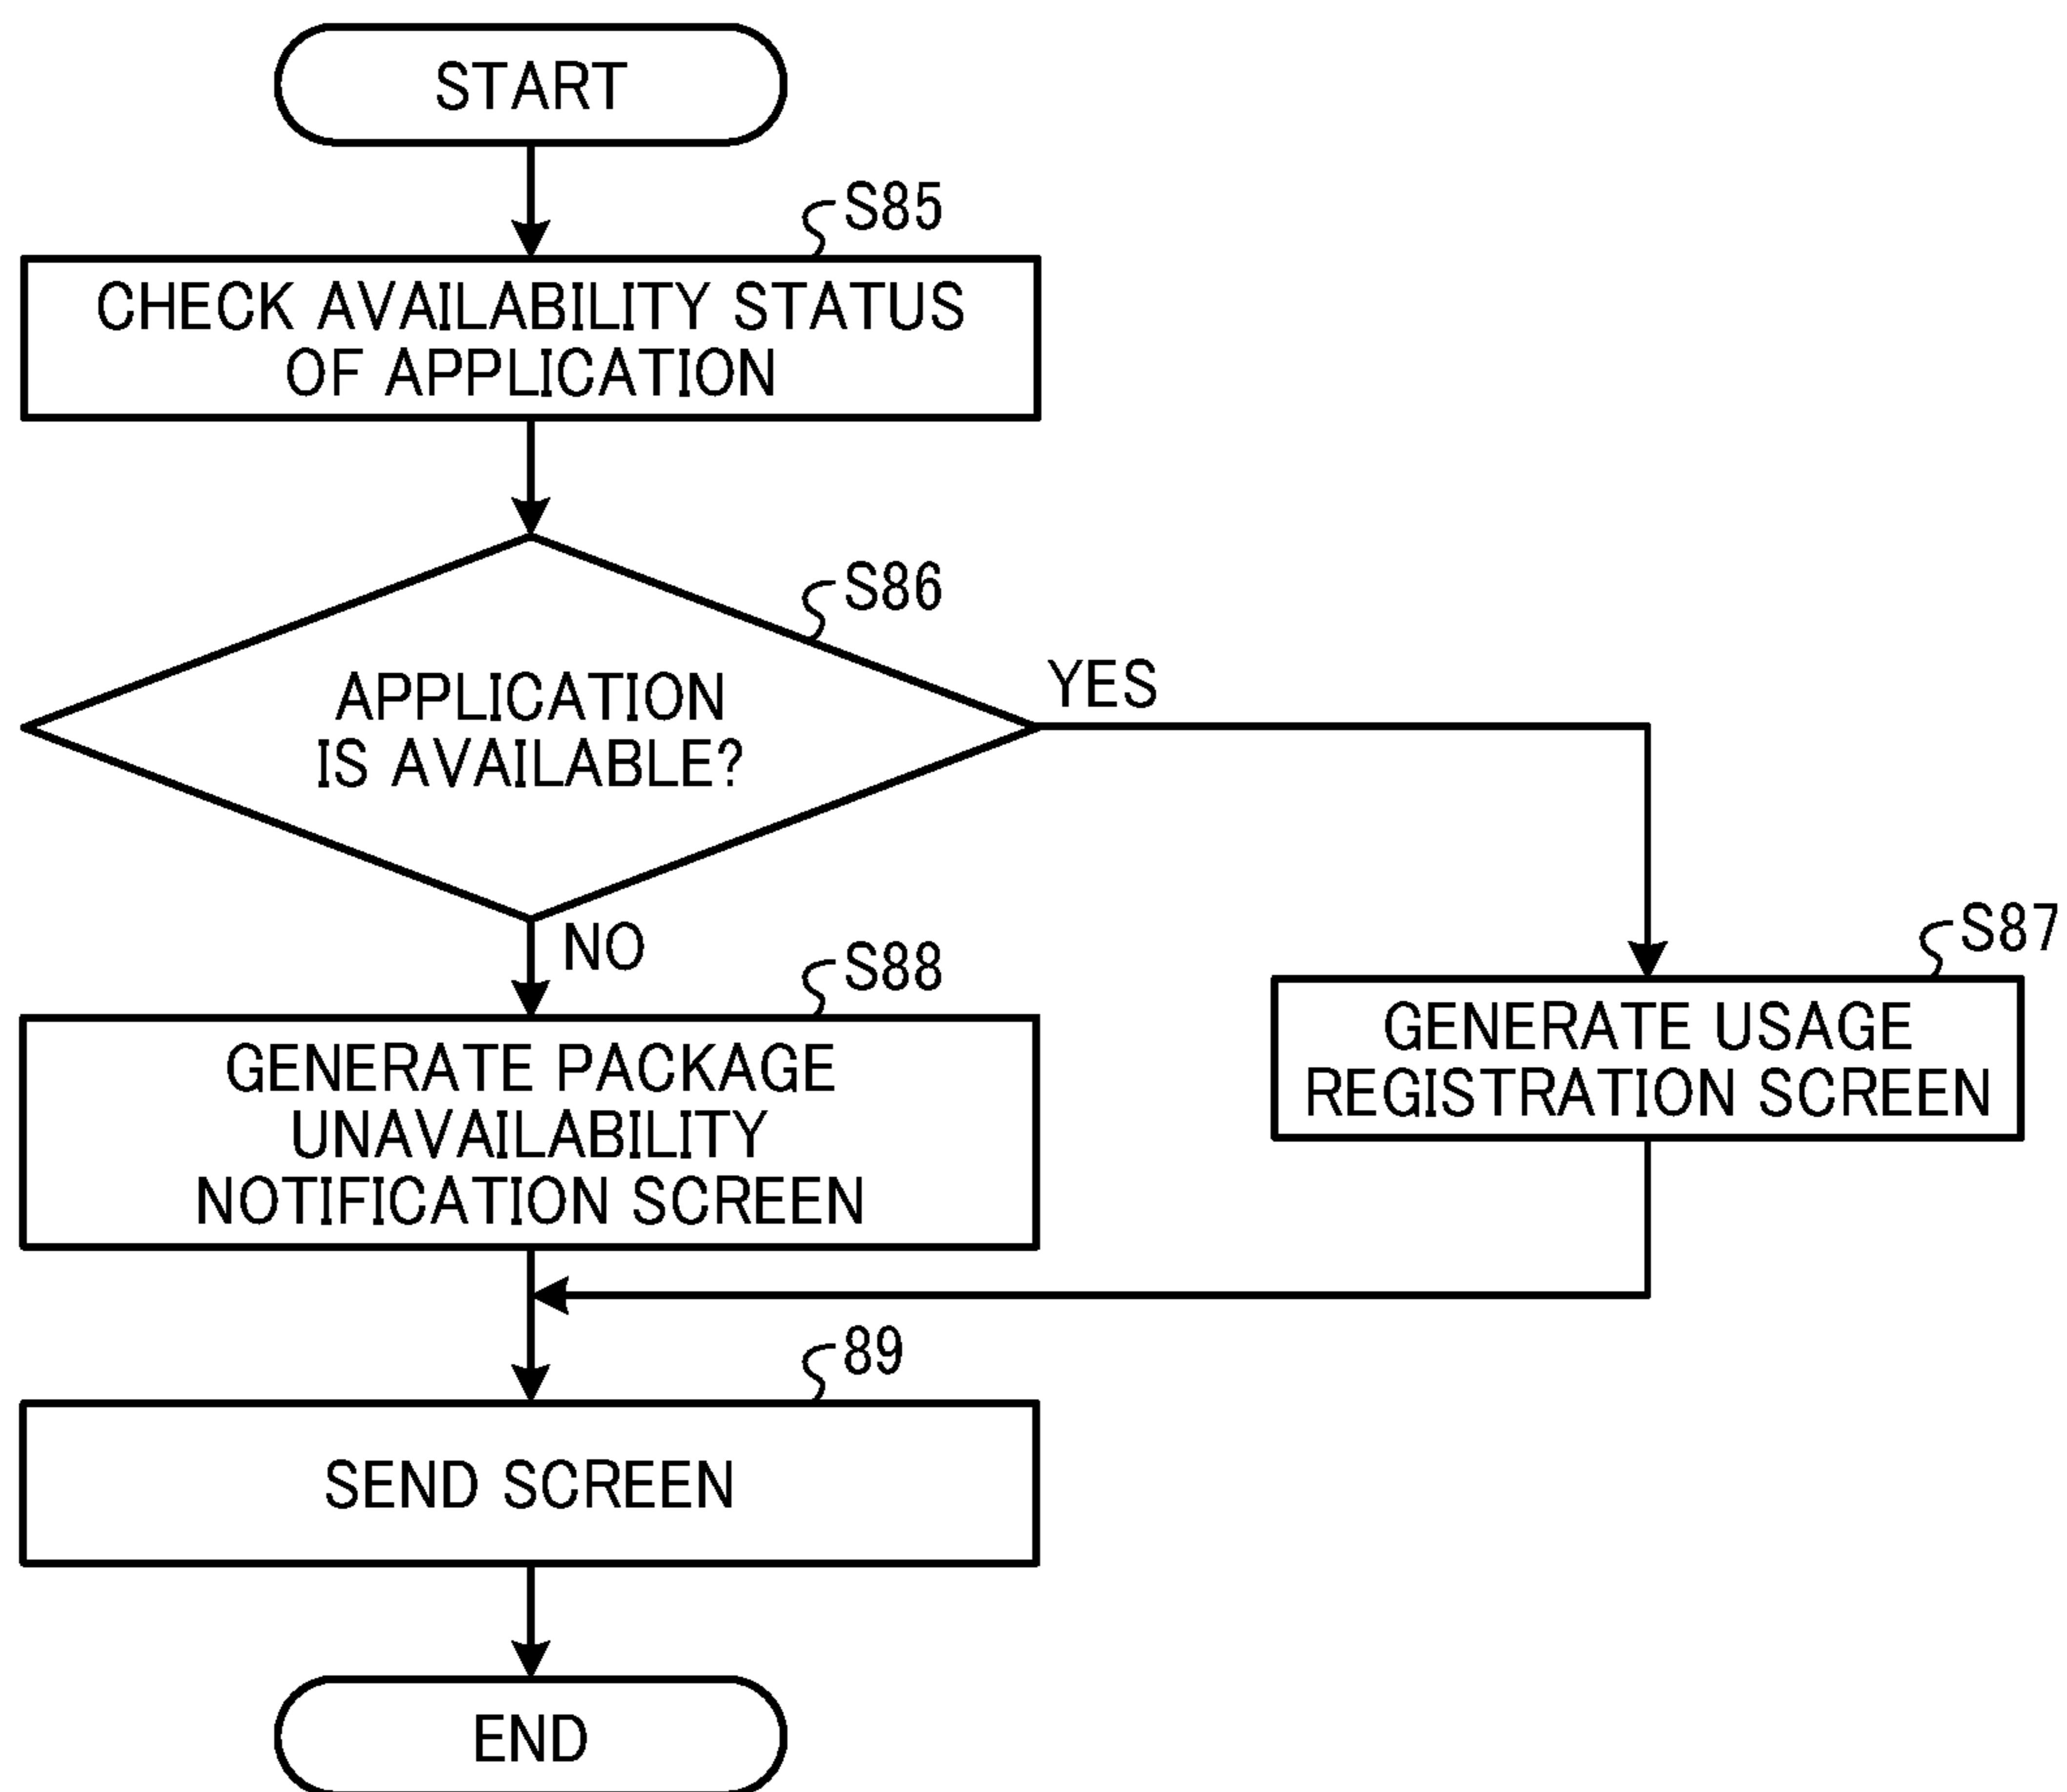 START
S85
CHECK AVAILABILITY STATUS
OF APPLICATION
S86
APPLICATION
IS AVAILABLE?
YES
NO
S87
GENERATE USAGE
REGISTRATION SCREEN
S88
GENERATE PACKAGE
UNAVAILABILITY
NOTIFICATION SCREEN
89
SEND SCREEN
END